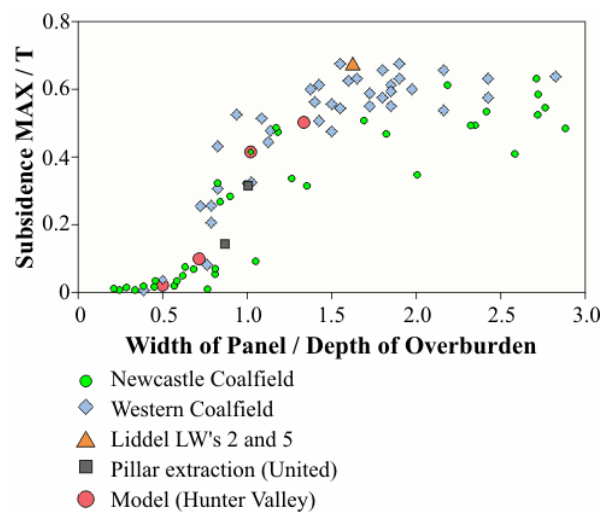 0.8
0.6
0.4
0.2
0
Subsidence MAX / T
0 0.5 1.0 1.5 2.0 2.5 3.0
Width of Panel / Depth of Overburden
Newcastle Coalfield
Western Coalfield
Liddel LW's 2 and 5
Pillar extraction (United)
Model (Hunter Valley)